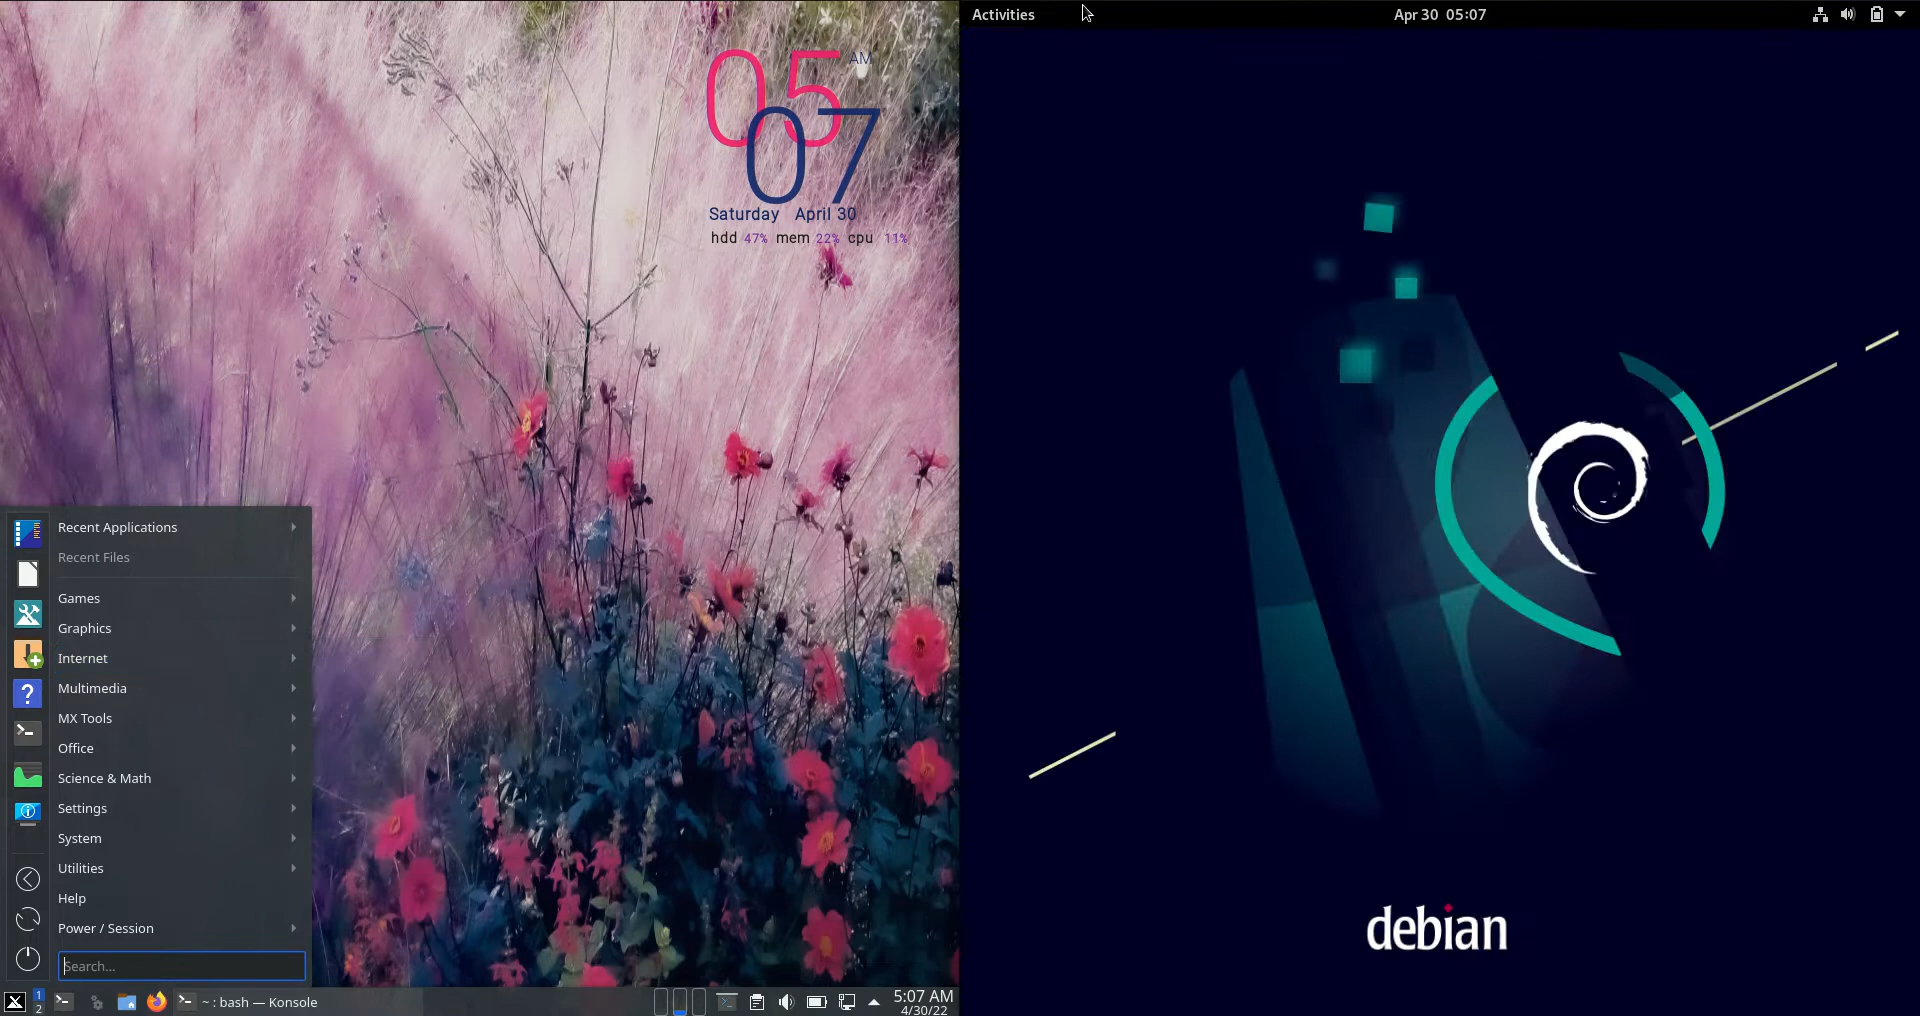 05 AM
07
Saturday April 30
hdd 47% mem 22% cpu 11%
Recent Applications
Recent Files
Games
Graphics
Internet
Multimedia
MX Tools
Office
Science & Math
Settings
System
Utilities
Help
Power / Session
Search...
1
2
~ : bash — Konsole
5:07 AM
4/30/22
Activities
Apr 30 05:07
debian